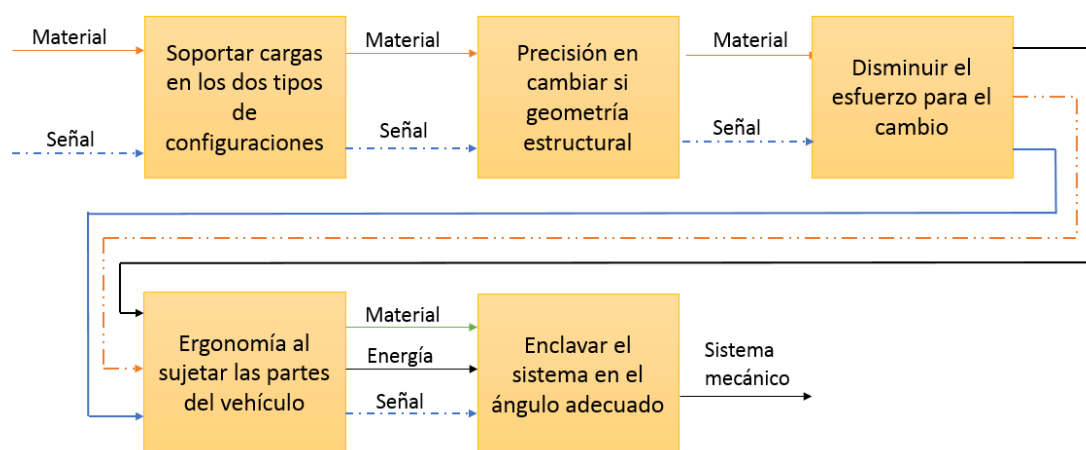 Material
Señal
Soportar cargas
en los dos tipos
de
configuraciones
Material
Señal
Precisión en
cambiar si
geometría
estructural
Material
Señal
Disminuir el
esfuerzo para el
cambio
Ergonomía al
sujetar las partes
del vehículo
Material
Energía
Señal
Enclavar el
sistema en el
ángulo adecuado
Sistema
mecánico